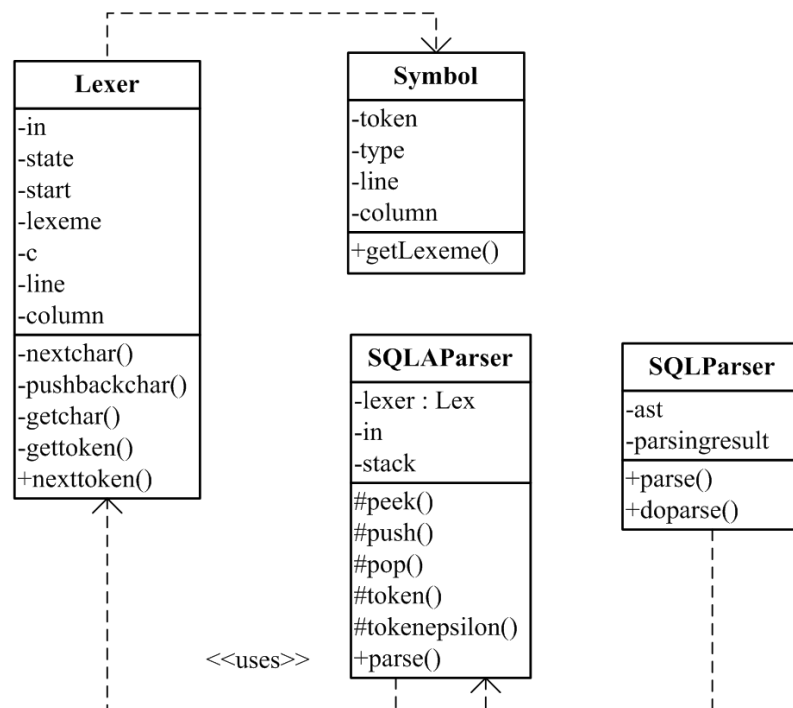 Lexer
-in
-state
-start
-lexeme
-c
-line
-column
-nextchar()
-pushbackchar()
-getchar()
-gettoken()
+nexttoken()
Symbol
-token
-type
-line
-column
+getLexeme()
SQLAParser
-lexer : Lex
-in
-stack
#peek()
#push()
#pop()
#token()
#tokenepsilon()
+parse()
SQLParser
-ast
-parsingresult
+parse()
+doparse()
<<uses>>